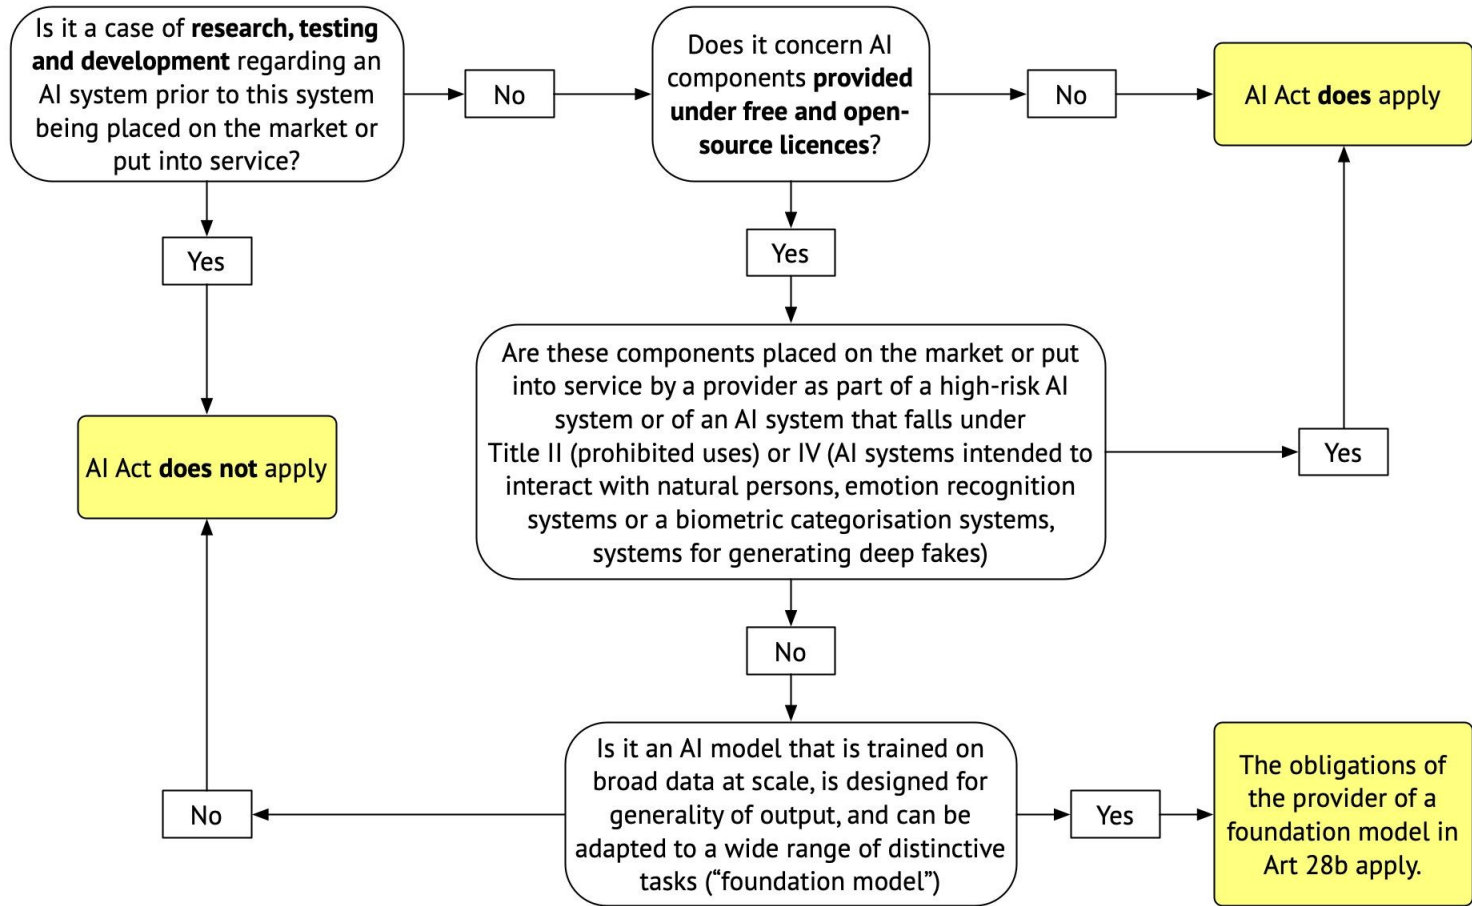 Is it a case of research, testing
and development regarding an
AI system prior to this system
being placed on the market or
put into service?
No
Does it concern AI
components provided
under free and open-
source licences?
No
AI Act does apply
Yes
Yes
Are these components placed on the market or put
into service by a provider as part of a high-risk AI
system or of an AI system that falls under
Title II (prohibited uses) or IV (AI systems intended to
interact with natural persons, emotion recognition
systems or a biometric categorisation systems,
systems for generating deep fakes)
Yes
AI Act does not apply
No
Is it an AI model that is trained on
broad data at scale, is designed for
generality of output, and can be
adapted to a wide range of distinctive
tasks (“foundation model”)
No
Yes
The obligations of
the provider of a
foundation model in
Art 28b apply.